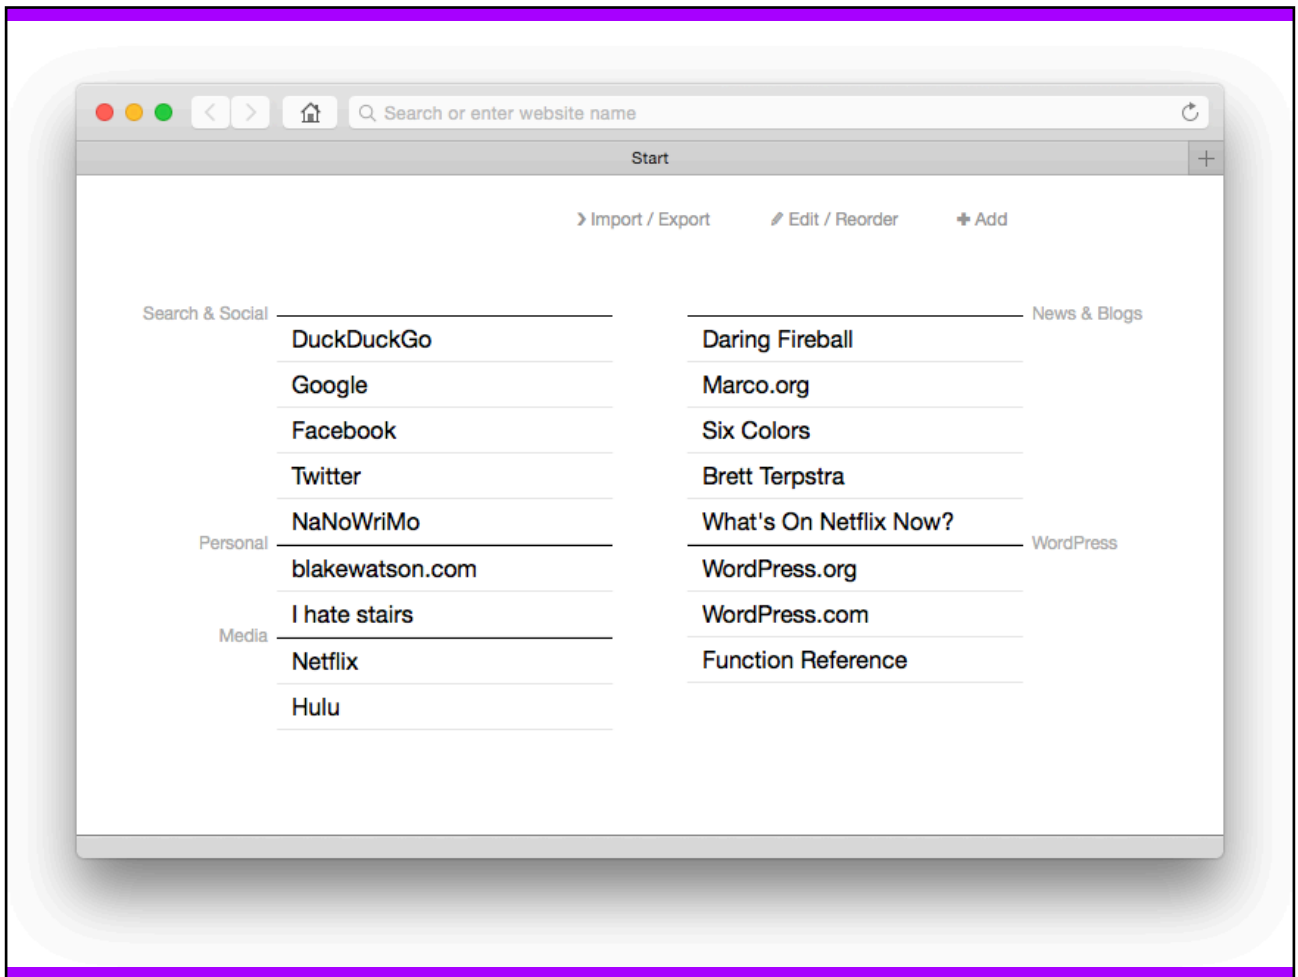 Search or enter website name
Start
Import / Export
Edit / Reorder
Add
Search & Social
DuckDuckGo
Google
Facebook
Twitter
NaNoWriMo
Personal
blakewatson.com
I hate stairs
Media
Netflix
Hulu
News & Blogs
Daring Fireball
Marco.org
Six Colors
Brett Terpstra
What's On Netflix Now?
WordPress
WordPress.org
WordPress.com
Function Reference